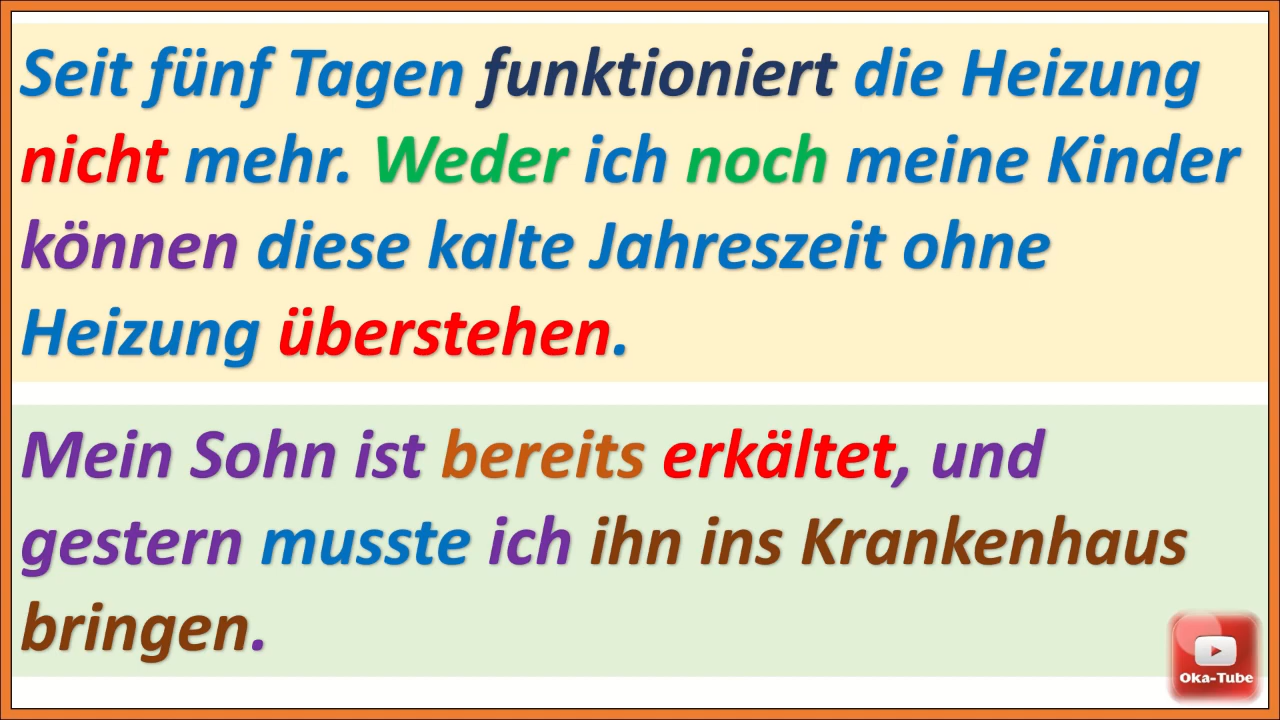 Seit fünf Tagen funktioniert die Heizung
nicht mehr. Weder ich noch meine Kinder
können diese kalte Jahreszeit ohne
Heizung überstehen.
Mein Sohn ist bereits erkältet, und
gestern musste ich ihn ins Krankenhaus
bringen.
Oka-Tube